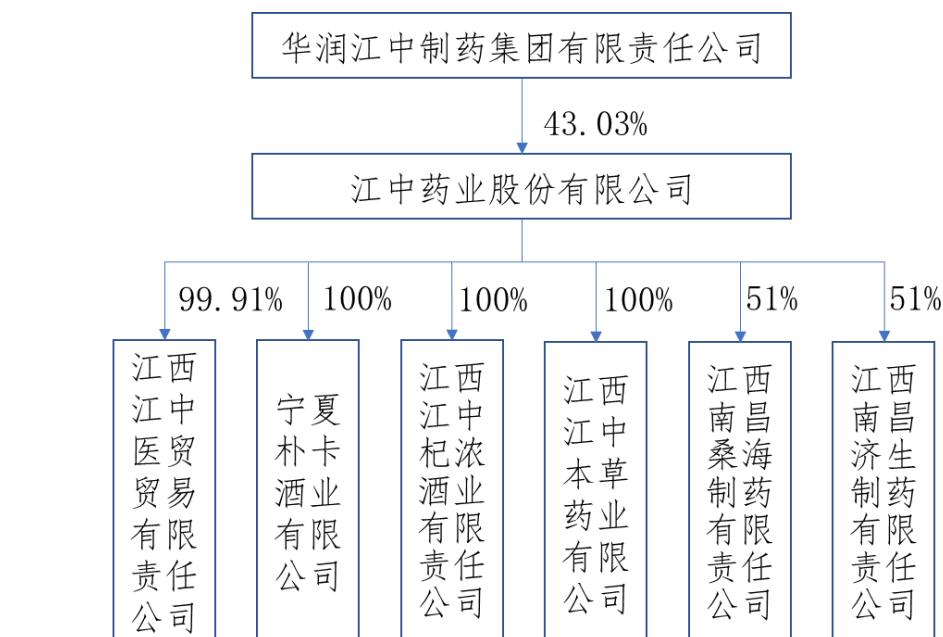 华润江中制药集团有限责任公司
43.03%
江中药业股份有限公司
99.91%
100%
100%
100%
51%
51%
江西
江中
医贸
贸易
有限
责任
公司
宁夏
朴卡
酒业
有限
公司
江西
江中
杞浓
酒业
有限
责任
公司
江西
江中
本草
药业
有限
公司
江西
南昌
桑海
制药
有限
责任
公司
江西
南昌
济生
制药
有限
责任
公司